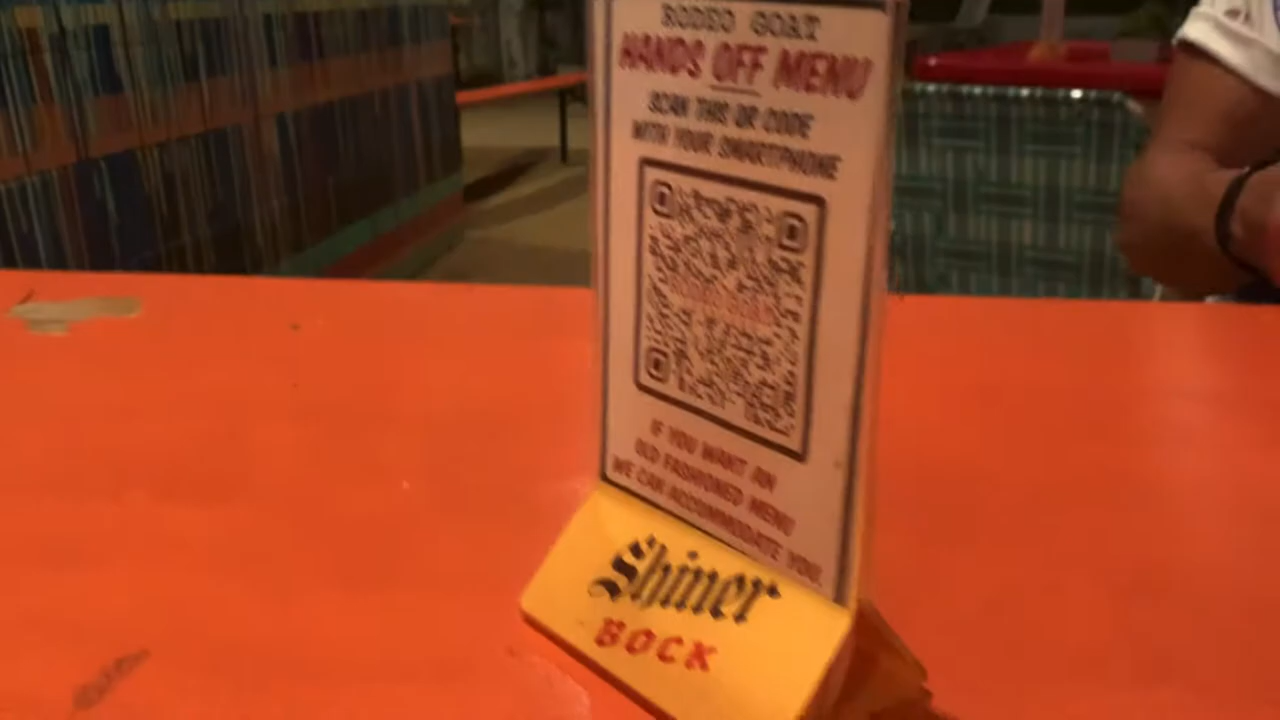 RODEO GOAT
HANDS OFF MENU
SCAN THIS QR CODE
WITH YOUR SMARTPHONE
IF YOU WANT AN
OLD FASHIONED MENU
WE CAN ACCOMMODATE YOU.
Shiner
BOCK